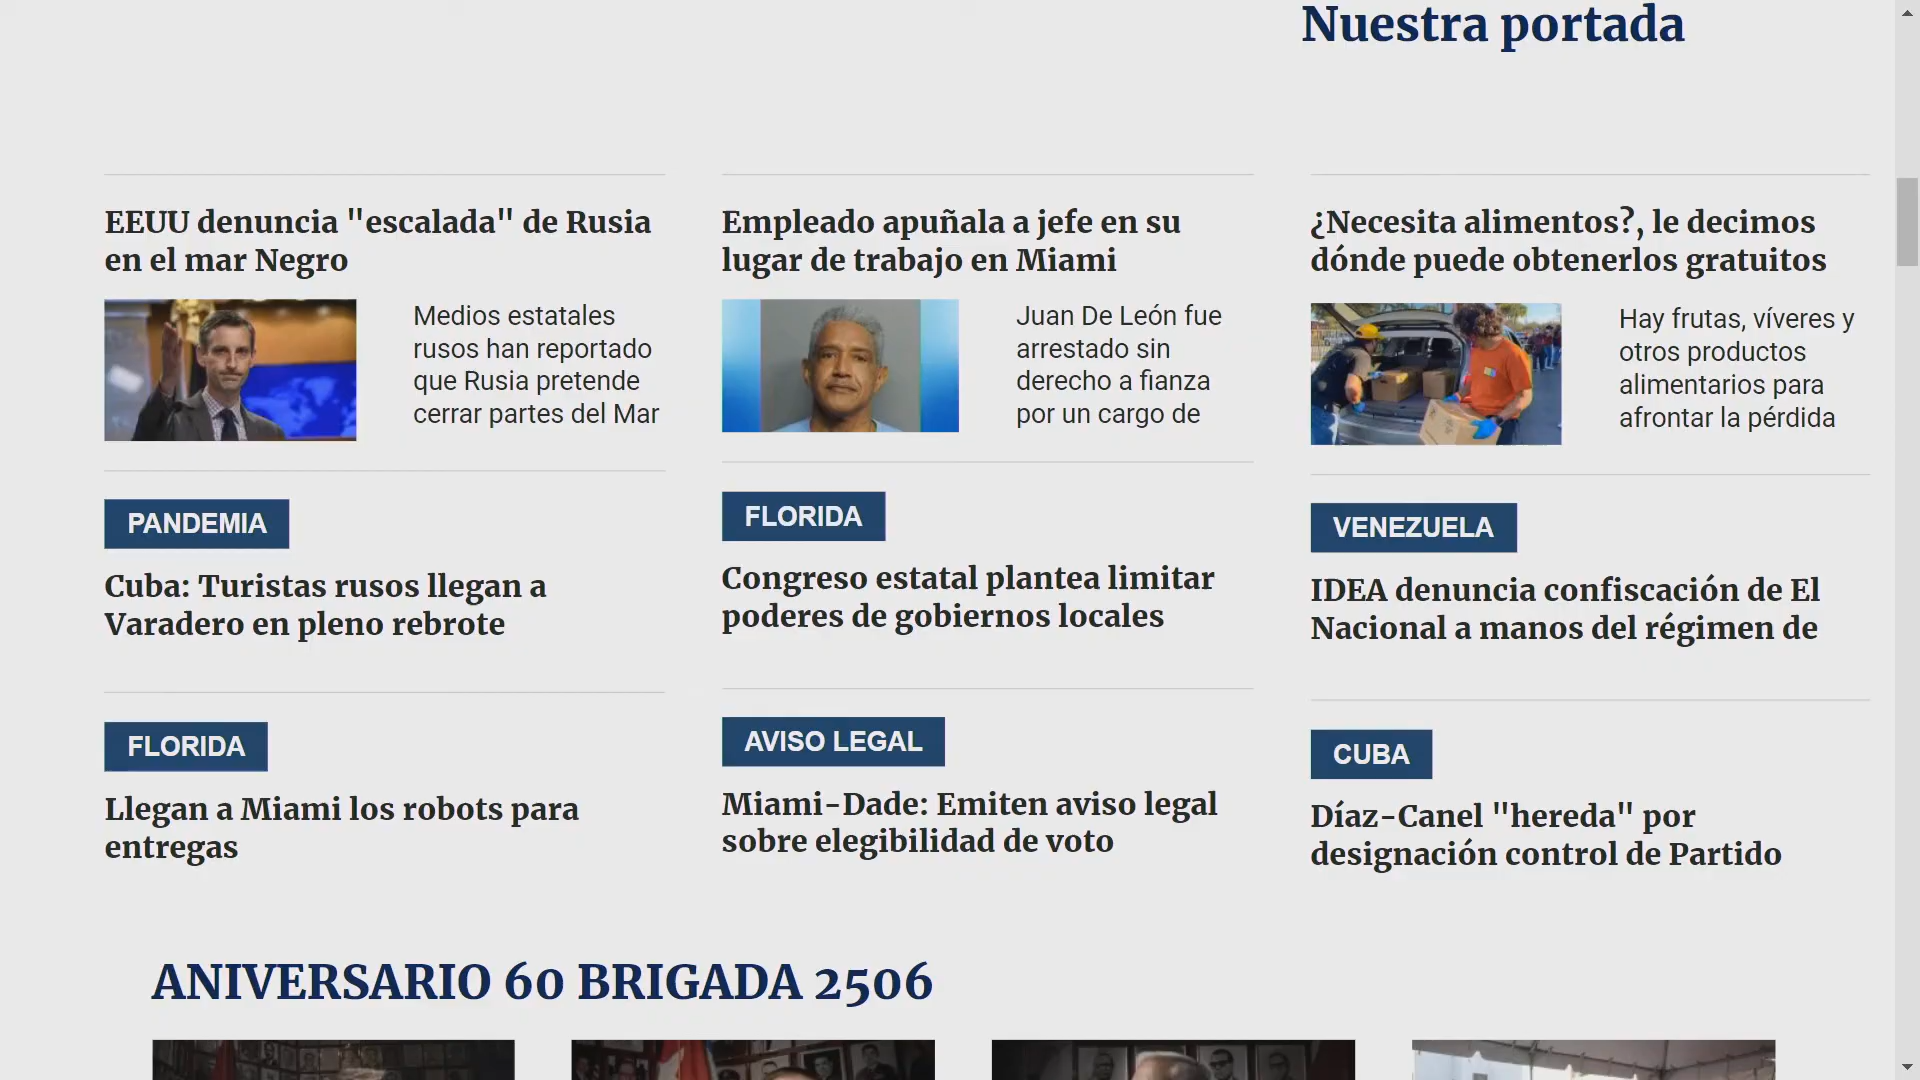 Nuestra portada
EEUU denuncia "escalada" de Rusia
en el mar Negro
Medios estatales
rusos han reportado
que Rusia pretende
cerrar partes del Mar
Empleado apuñala a jefe en su
lugar de trabajo en Miami
Juan De León fue
arrestado sin
derecho a fianza
por un cargo de
¿Necesita alimentos?, le decimos
dónde puede obtenerlos gratuitos
Hay frutas, víveres y
otros productos
alimentarios para
afrontar la pérdida
PANDEMIA
Cuba: Turistas rusos llegan a
Varadero en pleno rebrote
FLORIDA
Congreso estatal plantea limitar
poderes de gobiernos locales
VENEZUELA
IDEA denuncia confiscación de El
Nacional a manos del régimen de
FLORIDA
Llegan a Miami los robots para
entregas
AVISO LEGAL
Miami-Dade: Emiten aviso legal
sobre elegibilidad de voto
CUBA
Díaz-Canel "hereda" por
designación control de Partido
ANIVERSARIO 60 BRIGADA 2506